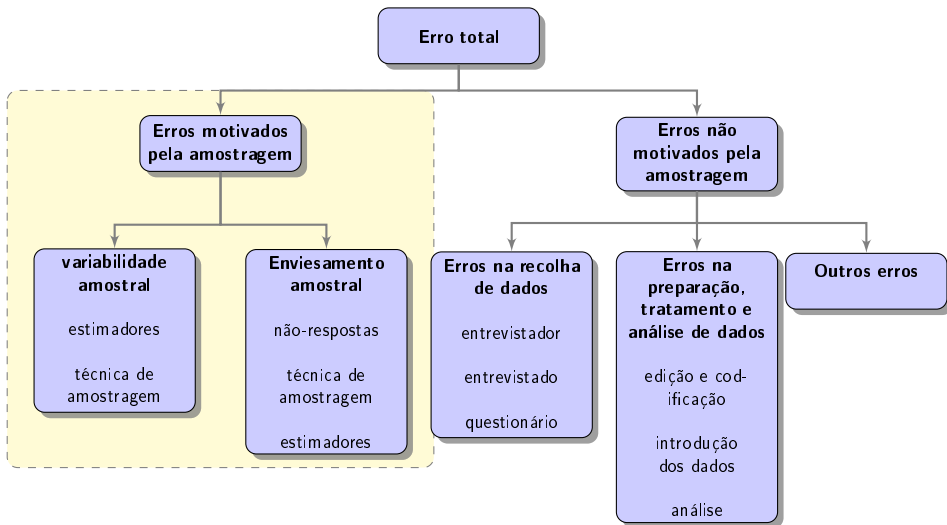 Erro total
Erros motivados
pela amostragem
Erros não
motivados pela
amostragem
variabilidade
amostral
estimadores
técnica de
amostragem
Enviesamento
amostral
não-respostas
técnica de
amostragem
estimadores
Erros na recolha
de dados
entrevistador
entrevistado
questionário
Erros na
preparação,
tratamento e
análise de dados
edição e cod-
ificação
introdução
dos dados
análise
Outros erros